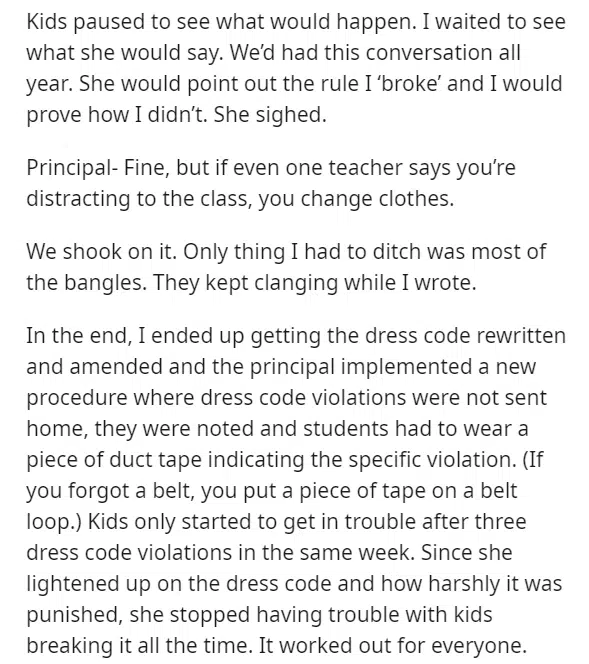 Kids paused to see what would happen. I waited to see
what she would say. We’d had this conversation all
year. She would point out the rule I ‘broke’ and I would
prove how I didn’t. She sighed.
Principal- Fine, but if even one teacher says you’re
distracting to the class, you change clothes.
We shook on it. Only thing I had to ditch was most of
the bangles. They kept clanging while I wrote.
In the end, I ended up getting the dress code rewritten
and amended and the principal implemented a new
procedure where dress code violations were not sent
home, they were noted and students had to wear a
piece of duct tape indicating the specific violation. (If
you forgot a belt, you put a piece of tape on a belt
loop.) Kids only started to get in trouble after three
dress code violations in the same week. Since she
lightened up on the dress code and how harshly it was
punished, she stopped having trouble with kids
breaking it all the time. It worked out for everyone.